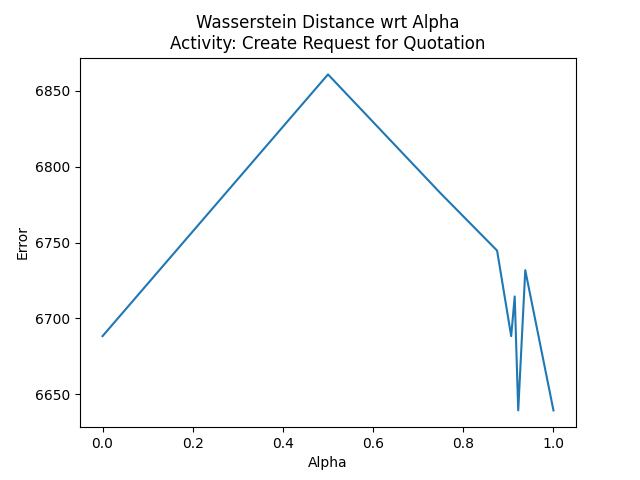 Wasserstein Distance wrt Alpha
Activity: Create Request for Quotation
Error
6850
6800
6750
6700
6650
0.0 0.2 0.4 0.6 0.8 1.0
Alpha